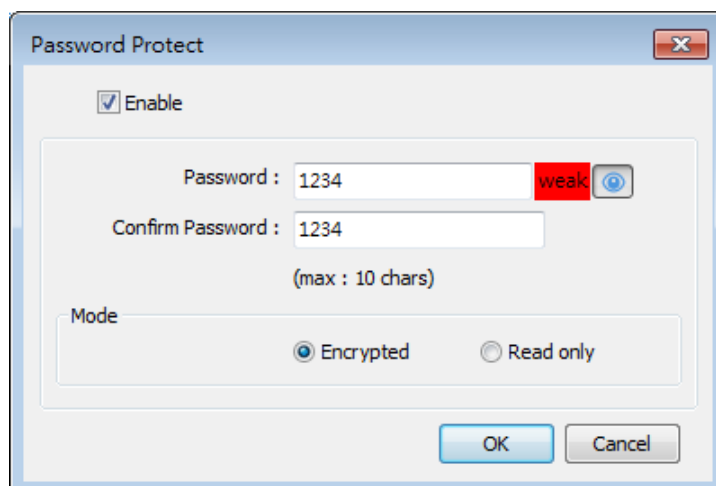 Password Protect
Enable
Password : 1234 weak
Confirm Password : 1234
(max : 10 chars)
Mode
Encrypted Read only
OK Cancel